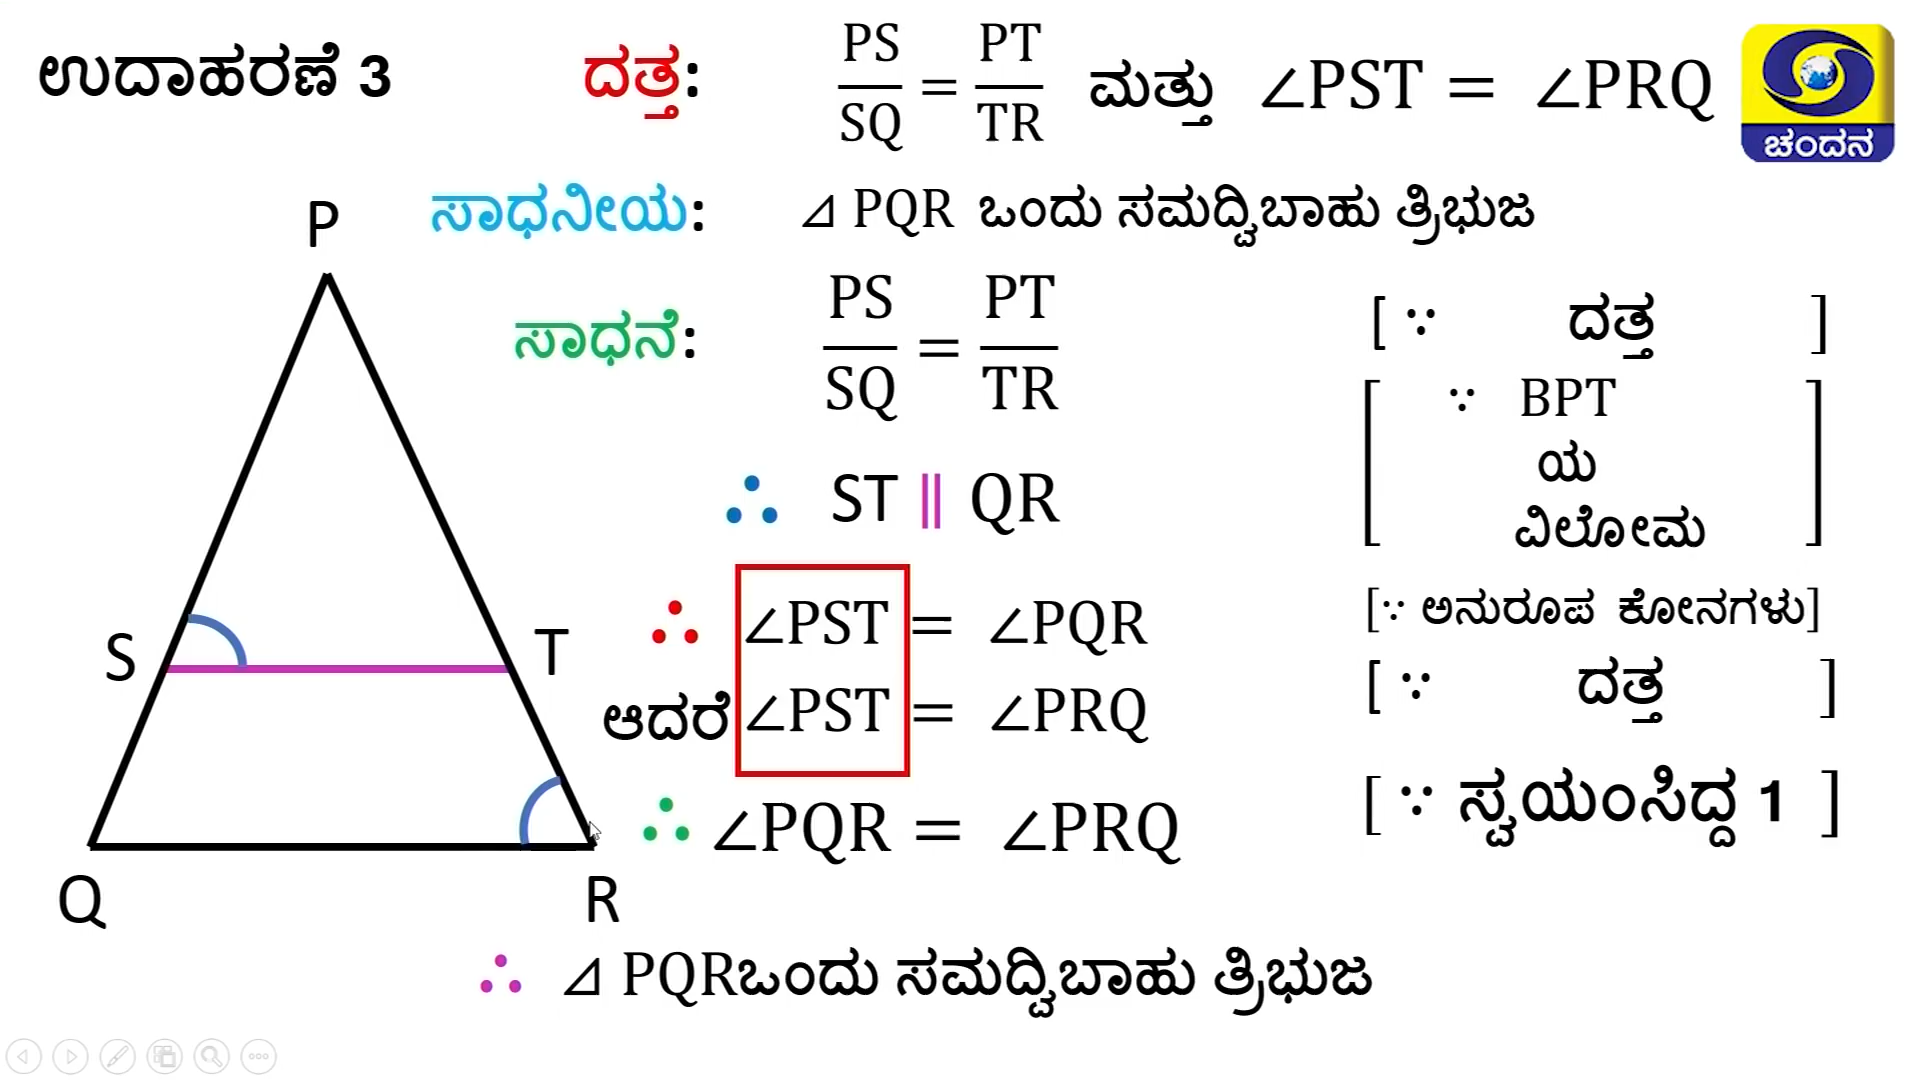 ಉದಾಹರಣೆ 3
ದತ್ತ: PS/SQ = PT/TR ಮತ್ತು ∠PST = ∠PRQ
ಚಂದನ
ಸಾಧನೀಯ: ⊿ PQR ಒಂದು ಸಮದ್ವಿಬಾಹು ತ್ರಿಭುಜ
ಸಾಧನೆ: PS/SQ = PT/TR [∵ ದತ್ತ ]
∴ ST || QR [∵ BPT
ಯ
ವಿಲೋಮ ]
∴ ∠PST = ∠PQR [∵ ಅನುರೂಪ ಕೋನಗಳು]
ಆದರೆ ∠PST = ∠PRQ [∵ ದತ್ತ ]
∴ ∠PQR = ∠PRQ [∵ ಸ್ವಯಂಸಿದ್ದ 1 ]
∴ ⊿ PQRಒಂದು ಸಮದ್ವಿಬಾಹು ತ್ರಿಭುಜ
P
S
T
Q
R